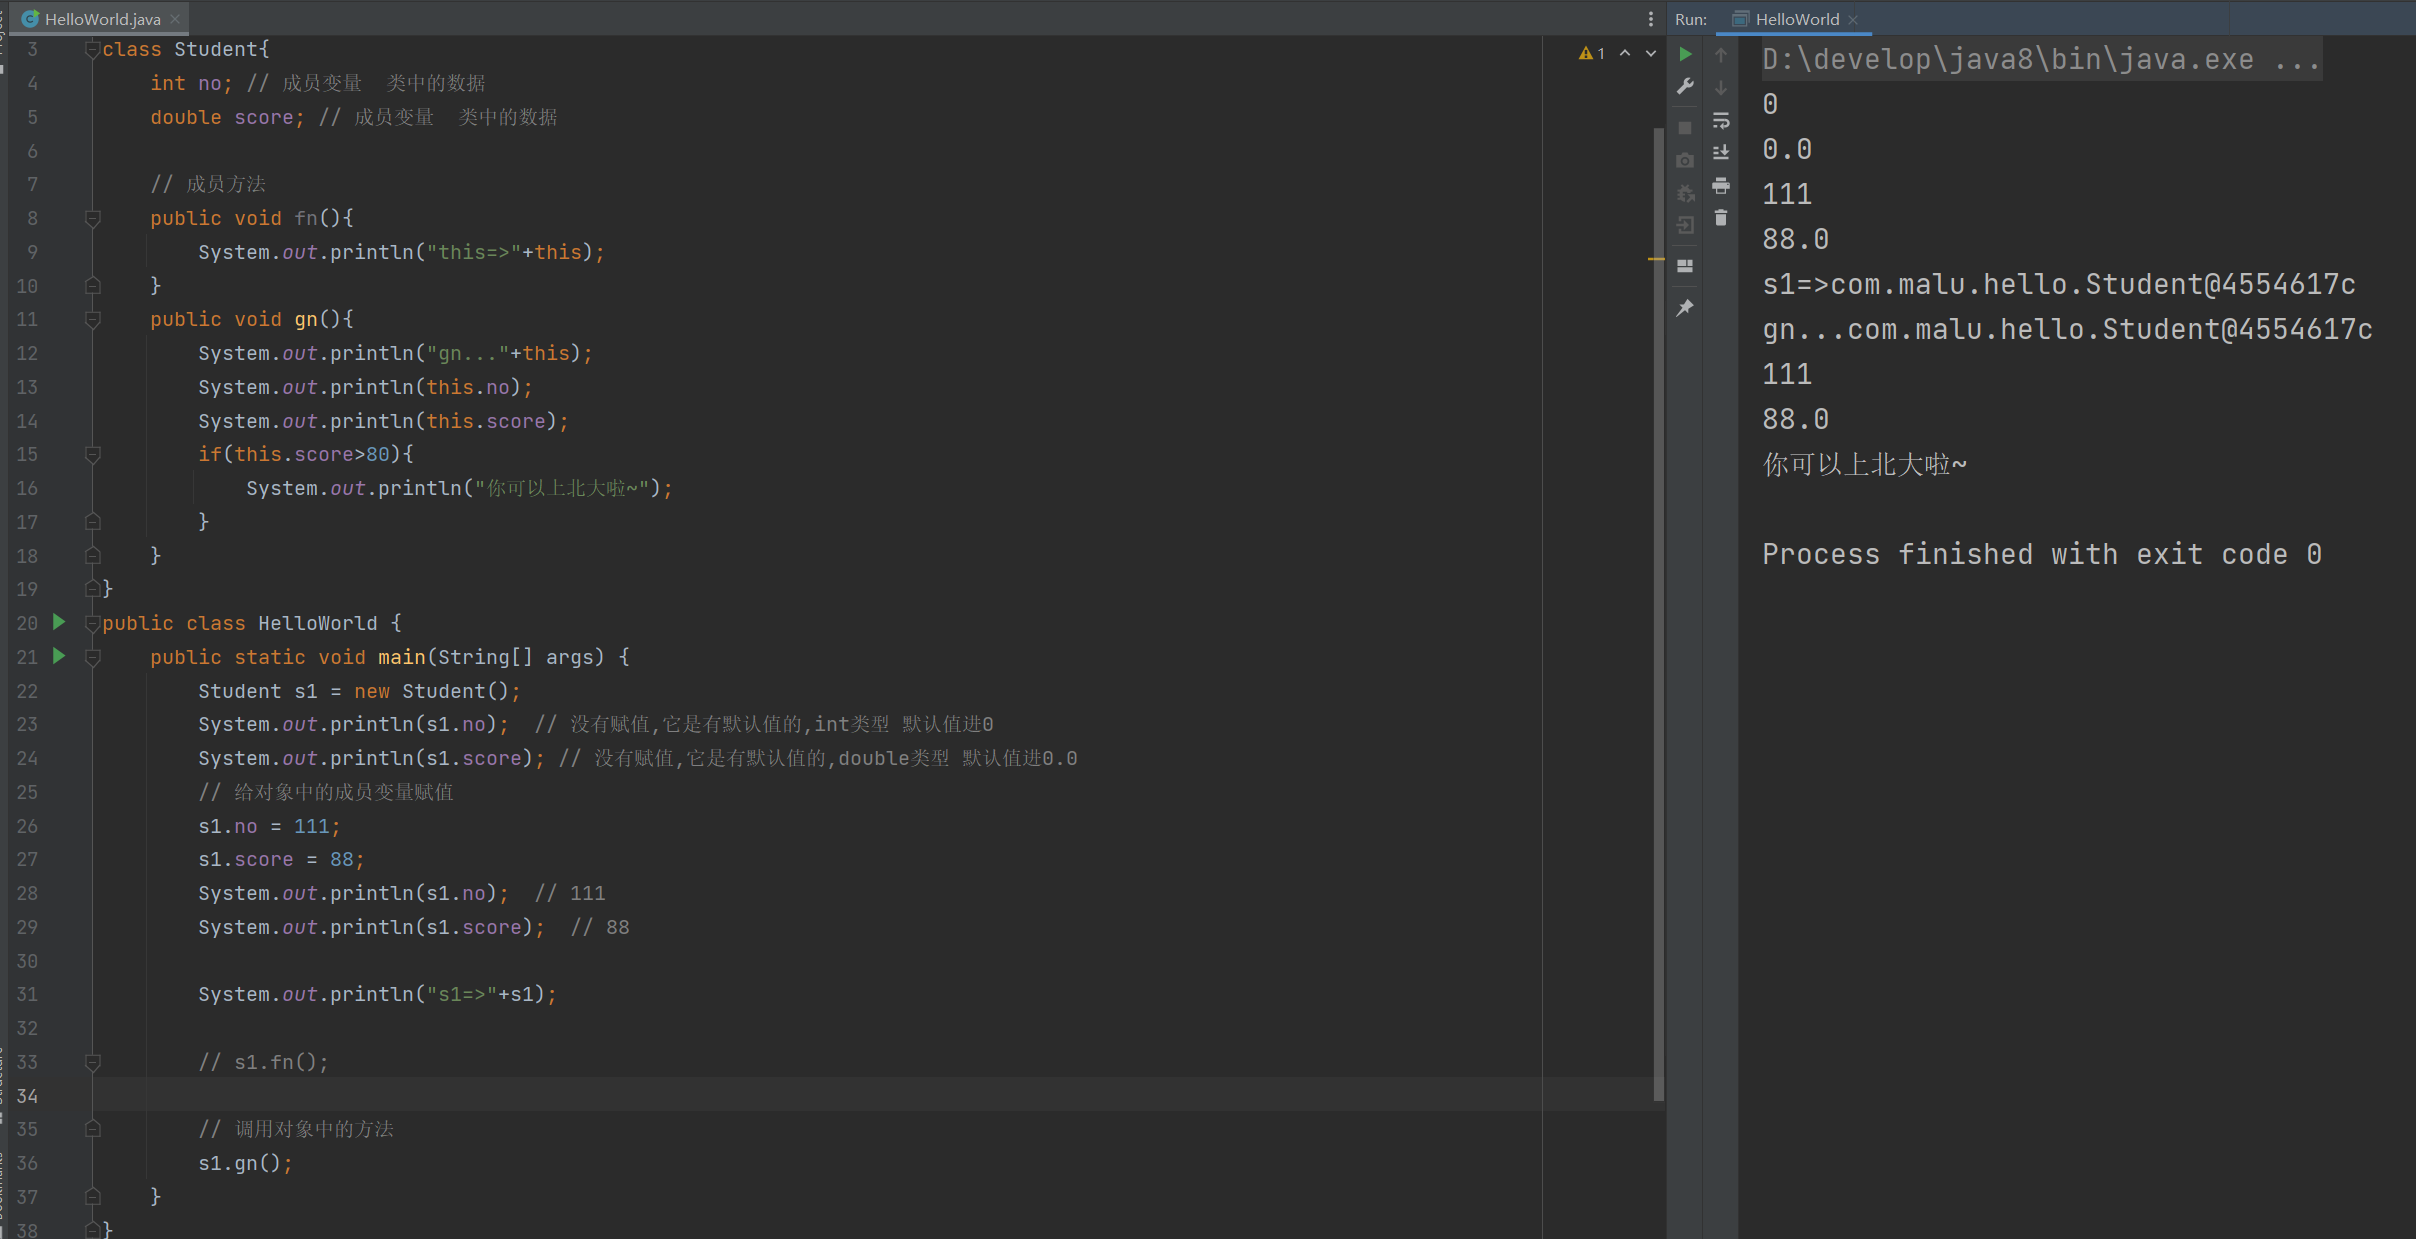 HelloWorld.java
3 class Student{
4 int no; // 成员变量  类中的数据
5 double score; // 成员变量  类中的数据
6
7 // 成员方法
8 public void fn(){
9 System.out.println("this=>"+this);
10 }
11 public void gn(){
12 System.out.println("gn..."+this);
13 System.out.println(this.no);
14 System.out.println(this.score);
15 if(this.score>80){
16 System.out.println("你可以上北大啦~");
17 }
18 }
19 }
20 public class HelloWorld {
21 public static void main(String[] args) {
22 Student s1 = new Student();
23 System.out.println(s1.no);  // 没有赋值,它是有默认值的,int类型 默认值进0
24 System.out.println(s1.score); // 没有赋值,它是有默认值的,double类型 默认值进0.0
25 // 给对象中的成员变量赋值
26 s1.no = 111;
27 s1.score = 88;
28 System.out.println(s1.no);  // 111
29 System.out.println(s1.score);  // 88
30
31 System.out.println("s1=>"+s1);
32
33 // s1.fn();
34
35 // 调用对象中的方法
36 s1.gn();
37 }
38 }
1
Run: HelloWorld
D:\develop\java8\bin\java.exe ...
0
0.0
111
88.0
s1=>com.malu.hello.Student@4554617c
gn...com.malu.hello.Student@4554617c
111
88.0
你可以上北大啦~
Process finished with exit code 0